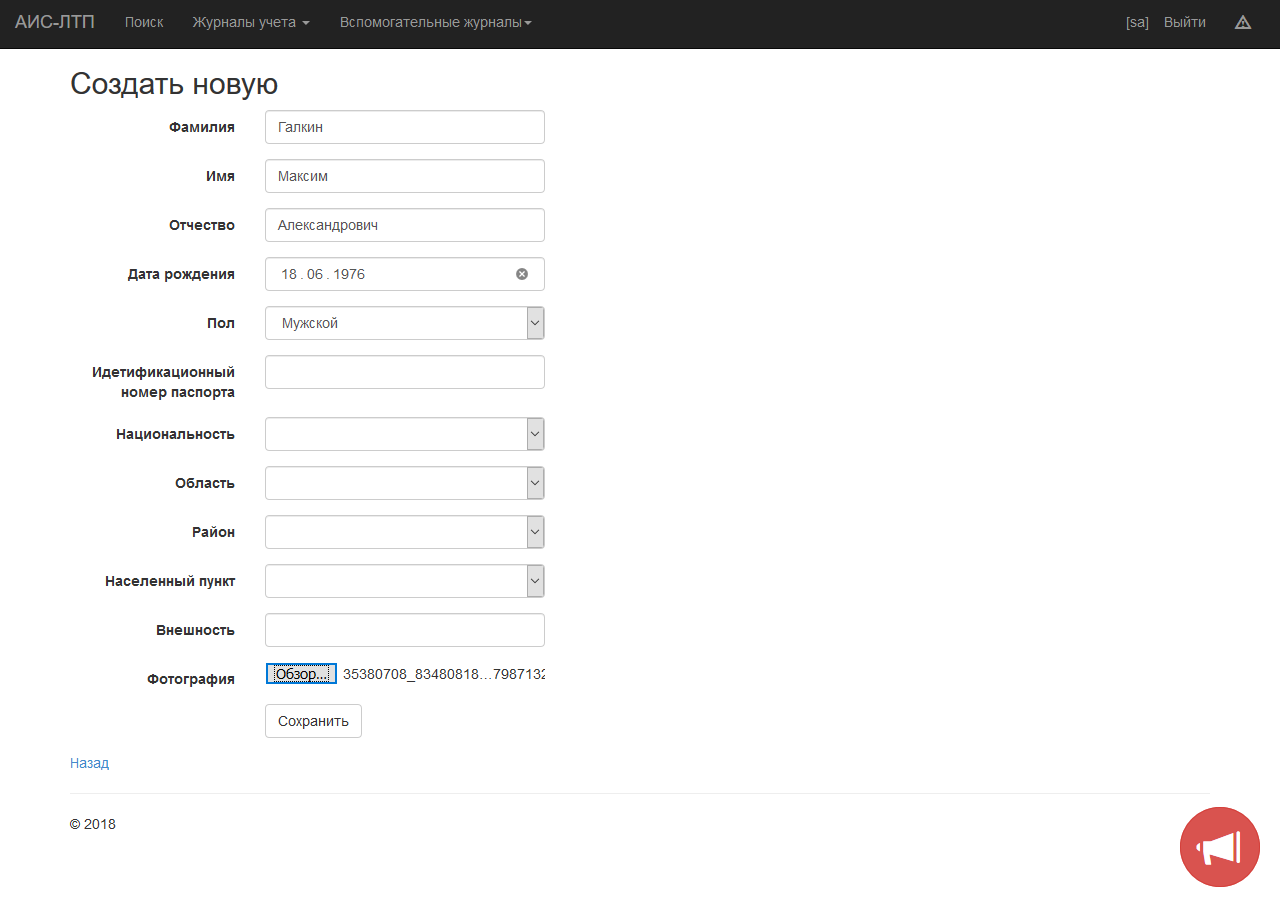 АИС-ЛТП Поиск Журналы учета Вспомогательные журналы [sa] Выйти
Создать новую
Фамилия Галкин
Имя Максим
Отчество Александрович
Дата рождения 18 . 06 . 1976
Пол Мужской
Идетификационный
номер паспорта
Национальность
Область
Район
Населенный пункт
Внешность
Фотография Обзор... 35380708_83480818...7987132
Сохранить
Назад
© 2018